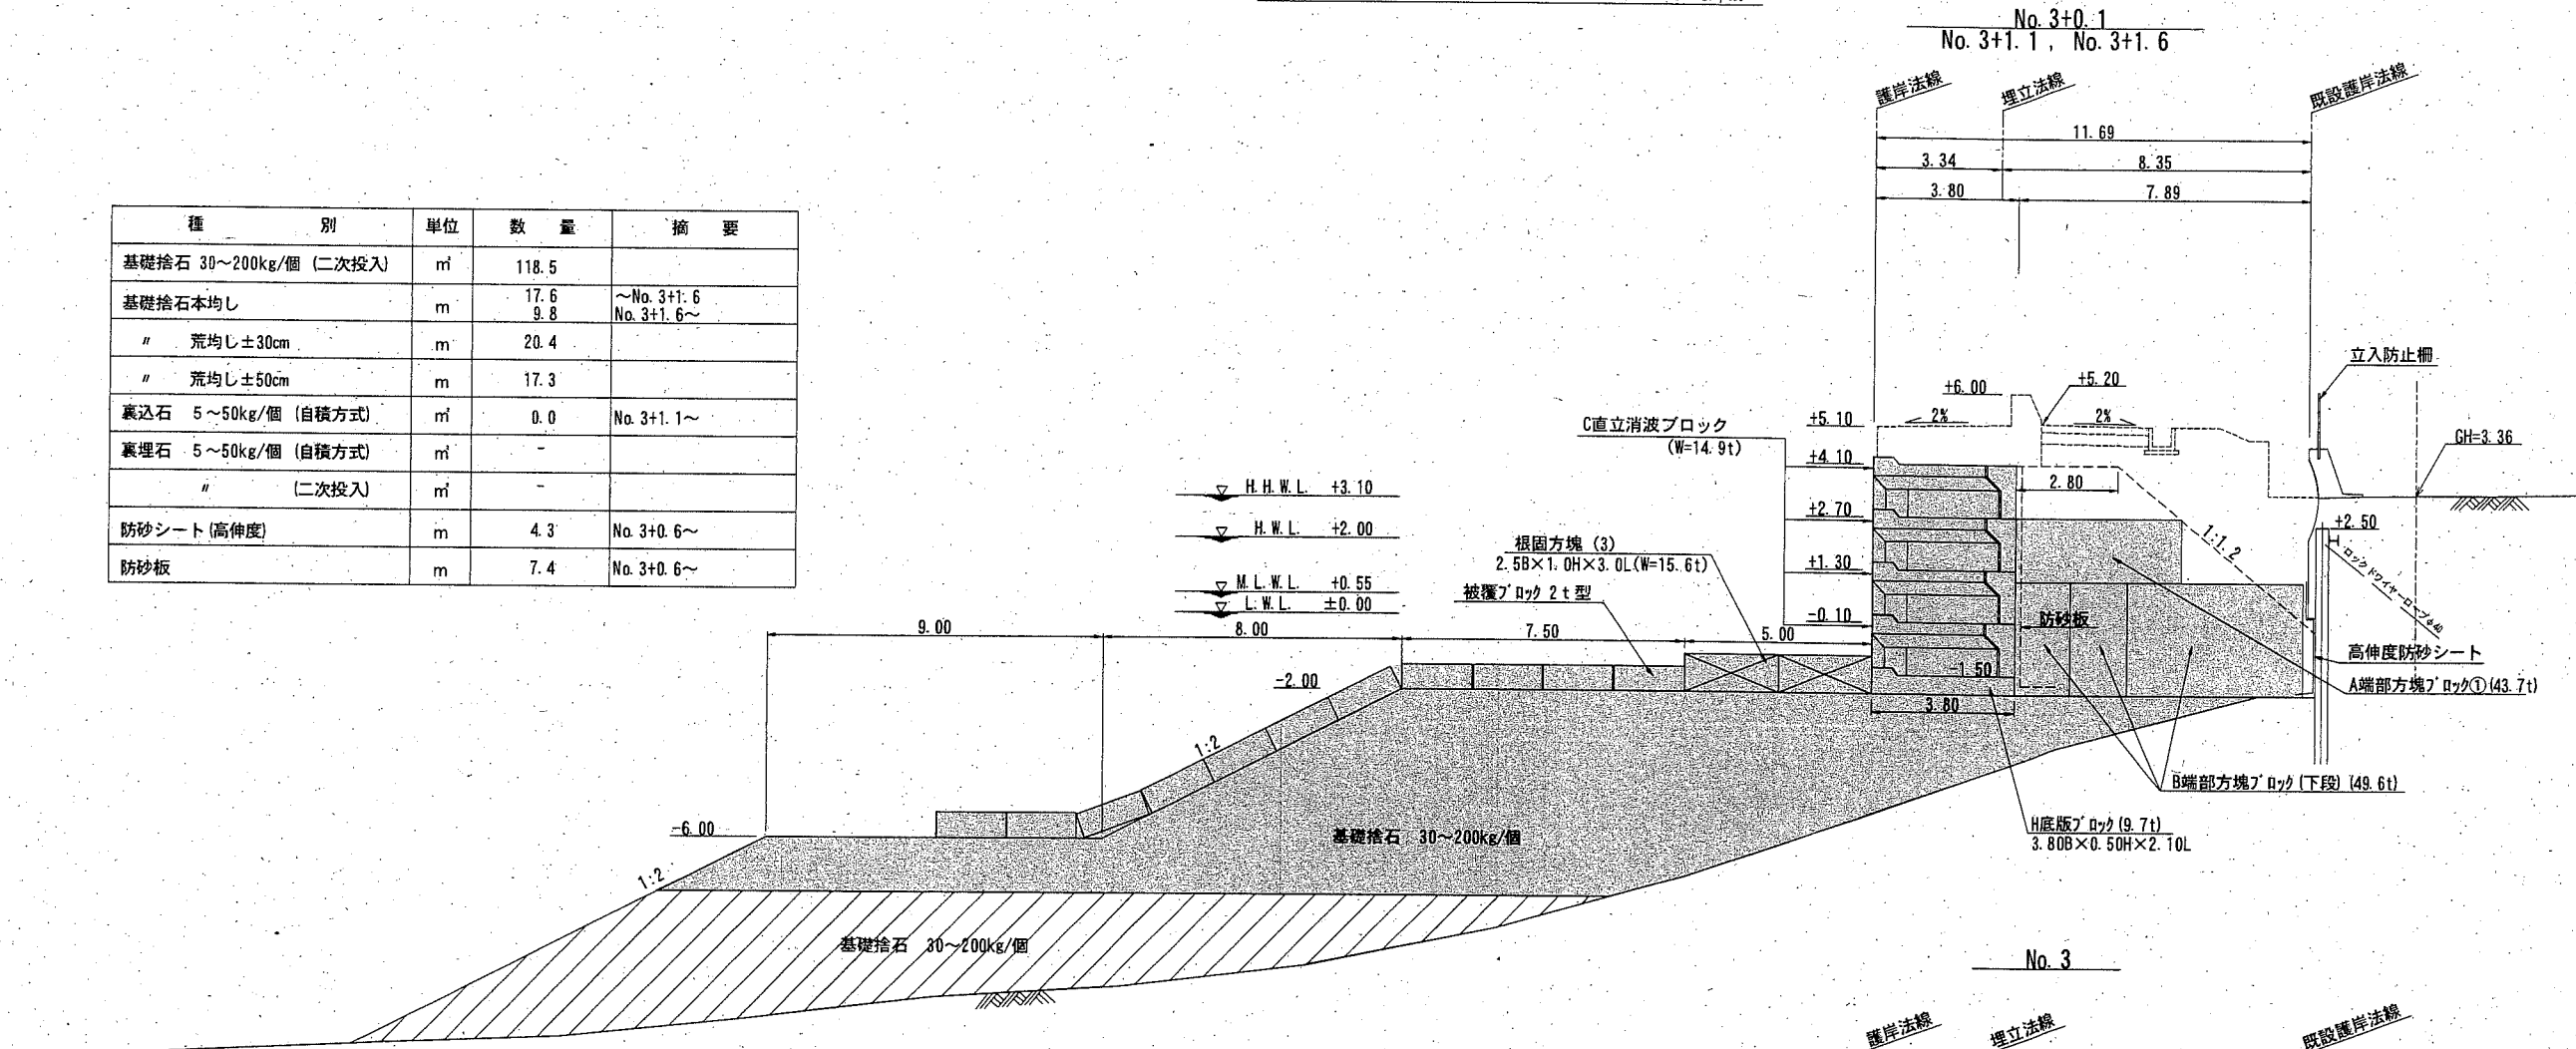 No. 3+0. 1
No. 3+1. 1 , No. 3+1. 6
護岸法線
埋立法線
既設護岸法線
11. 69
3. 34
8. 35
3. 80
7. 89
種 別 単位 数 量 摘 要
基礎捨石 30~200kg/個 (二次投入) ㎥ 118. 5
基礎捨石本均し m 17. 6 ~No. 3+1. 6
9. 8 No. 3+1. 6~
〃 荒均し±30cm m 20. 4
〃 荒均し±50cm m 17. 3
裏込石 5~50kg/個 (自積方式) ㎥ 0. 0 No. 3+1. 1~
裏埋石 5~50kg/個 (自積方式) ㎥ -
〃 (二次投入) ㎥ -
防砂シート(高伸度) m 4. 3 No. 3+0. 6~
防砂板 m 7. 4 No. 3+0. 6~
立入防止柵
+6. 00
+5. 20
+5. 10
2%
2%
C直立消波ブロック
(W=14. 9t)
GH=3. 36
+4. 10
2. 80
H. H. W. L. +3. 10
+2. 70
H. W. L. +2. 00
+2. 50
1:1. 2
ロックドワイヤーロープφ40
根固方塊 (3)
2. 5B×1. 0H×3. 0L(W=15. 6t)
+1. 30
M. L. W. L. +0. 55
L. W. L. ±0. 00
被覆ブロック 2t型
-0. 10
防砂板
9. 00
8. 00
7. 50
5. 00
高伸度防砂シート
-1. 50
-2. 00
A端部方塊ブロック①(43. 7t)
3. 80
1:2
B端部方塊ブロック(下段) (49. 6t)
-6. 00
基礎捨石 30~200kg/個
H底版ブロック(9. 7t)
3. 80B×0. 50H×2. 10L
1:2
基礎捨石 30~200kg/個
No. 3
護岸法線
埋立法線
既設護岸法線